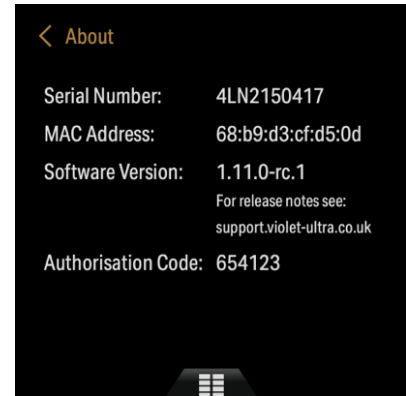 About
Serial Number: 4LN2150417
MAC Address: 68:b9:d3:cf:d5:0d
Software Version: 1.11.0-rc.1
For release notes see:
support.violet-ultra.co.uk
Authorisation Code: 654123